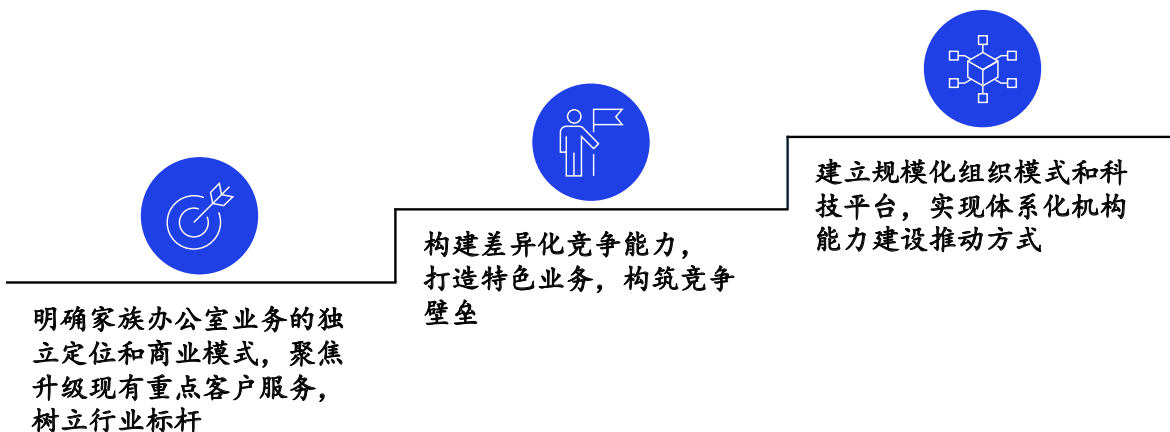 明确家族办公室业务的独
立定位和商业模式，聚焦
升级现有重点客户服务，
树立行业标杆
构建差异化竞争能力，
打造特色业务，构筑竞争
壁垒
建立规模化组织模式和科
技平台，实现体系化机构
能力建设推动方式